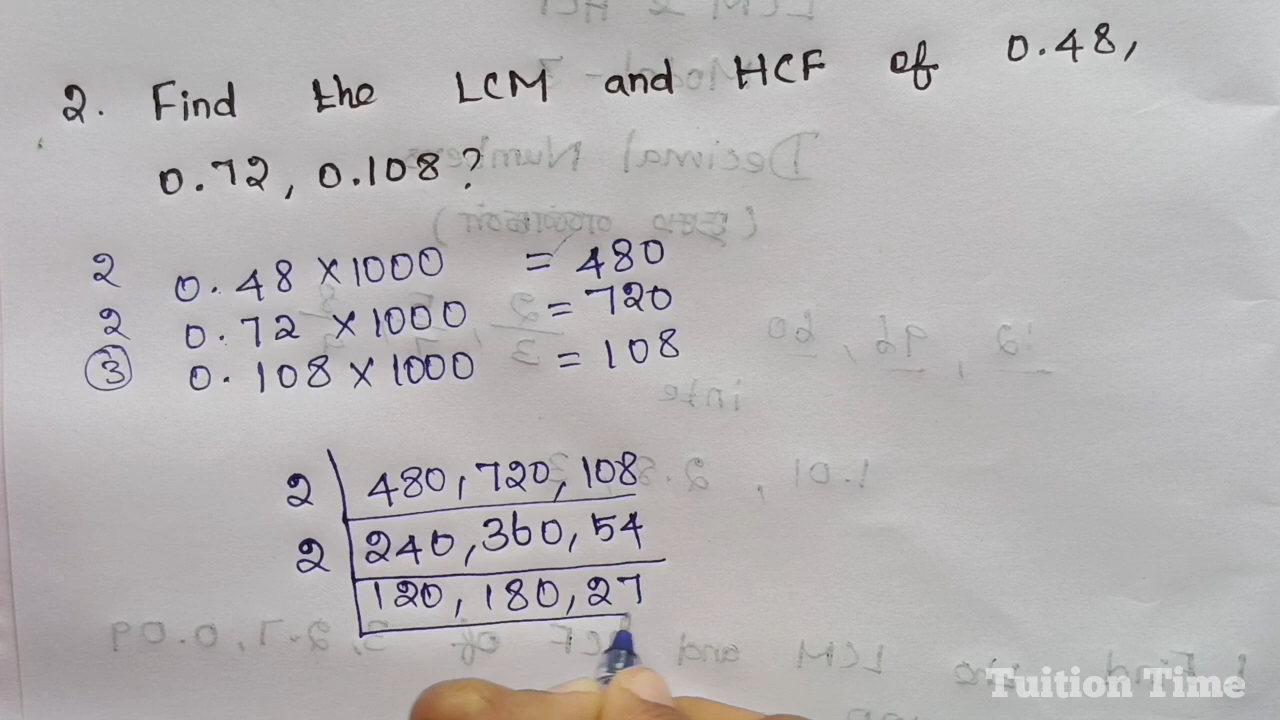 2. Find the LCM and HCF of 0.48,
0.72, 0.108?
2 0.48 × 1000 = 480
2 0.72 × 1000 = 720
3 0.108 × 1000 = 108
2 480, 720, 108
2 240, 360, 54
120, 180, 27
Tuition Time